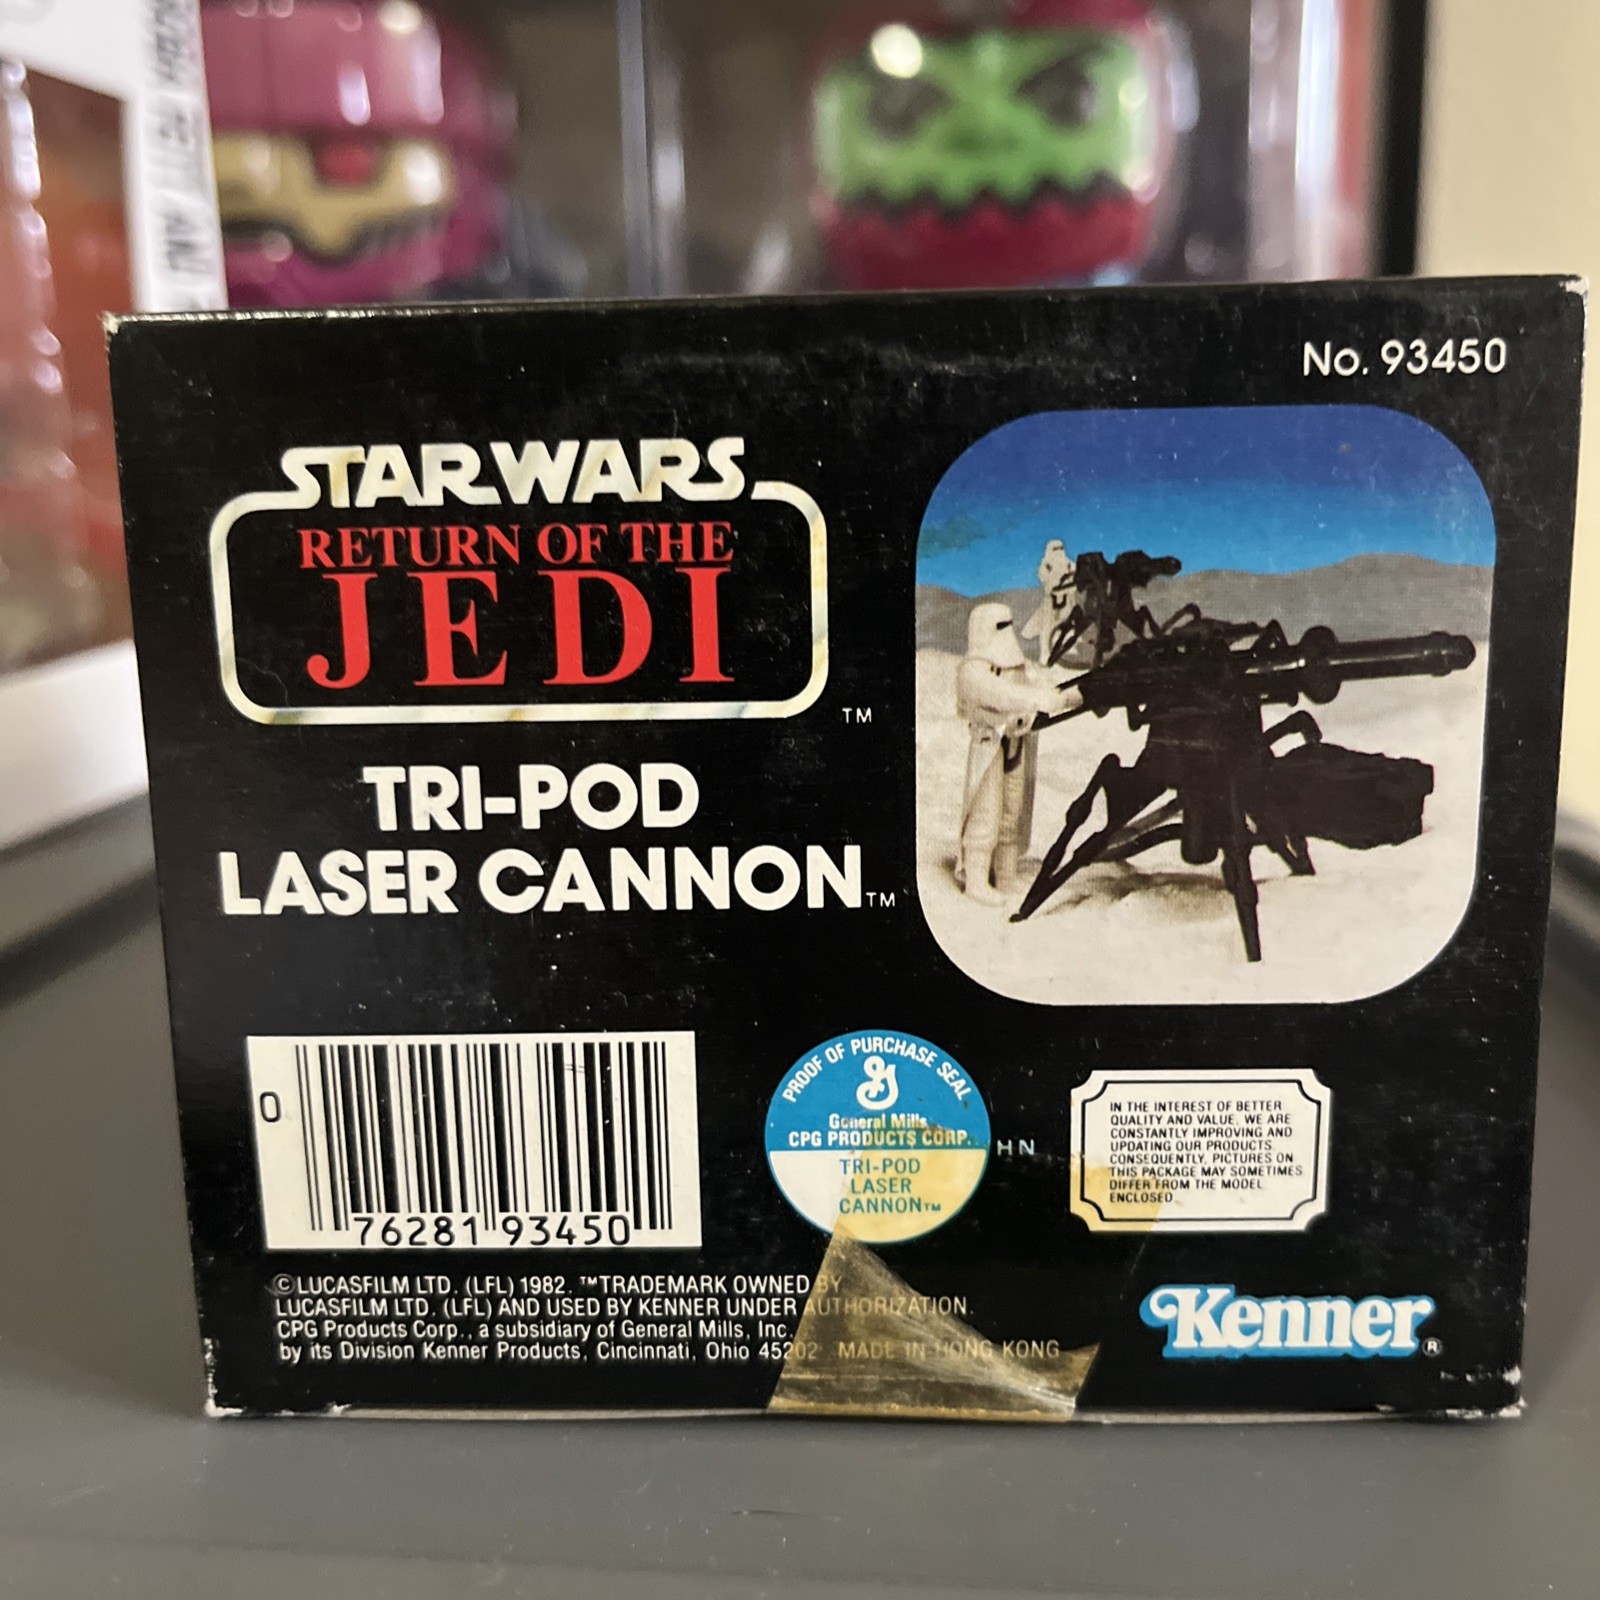 No. 93450
STAR WARS
RETURN OF THE
JEDI
TM
TRI-POD
LASER CANNON TM
0
76281 93450
PROOF OF PURCHASE SEAL
G
General Mills
CPG PRODUCTS CORP.
TRI-POD
LASER
CANNON TM
HN
IN THE INTEREST OF BETTER
QUALITY AND VALUE, WE ARE
CONSTANTLY IMPROVING AND
UPDATING OUR PRODUCTS
CONSEQUENTLY, PICTURES ON
THIS PACKAGE MAY SOMETIMES
DIFFER FROM THE MODEL
ENCLOSED
© LUCASFILM LTD. (LFL) 1982. ™TRADEMARK OWNED BY
LUCASFILM LTD. (LFL) AND USED BY KENNER UNDER AUTHORIZATION.
CPG Products Corp., a subsidiary of General Mills, Inc.
by its Division Kenner Products, Cincinnati, Ohio 45202 MADE IN HONG KONG
Kenner®